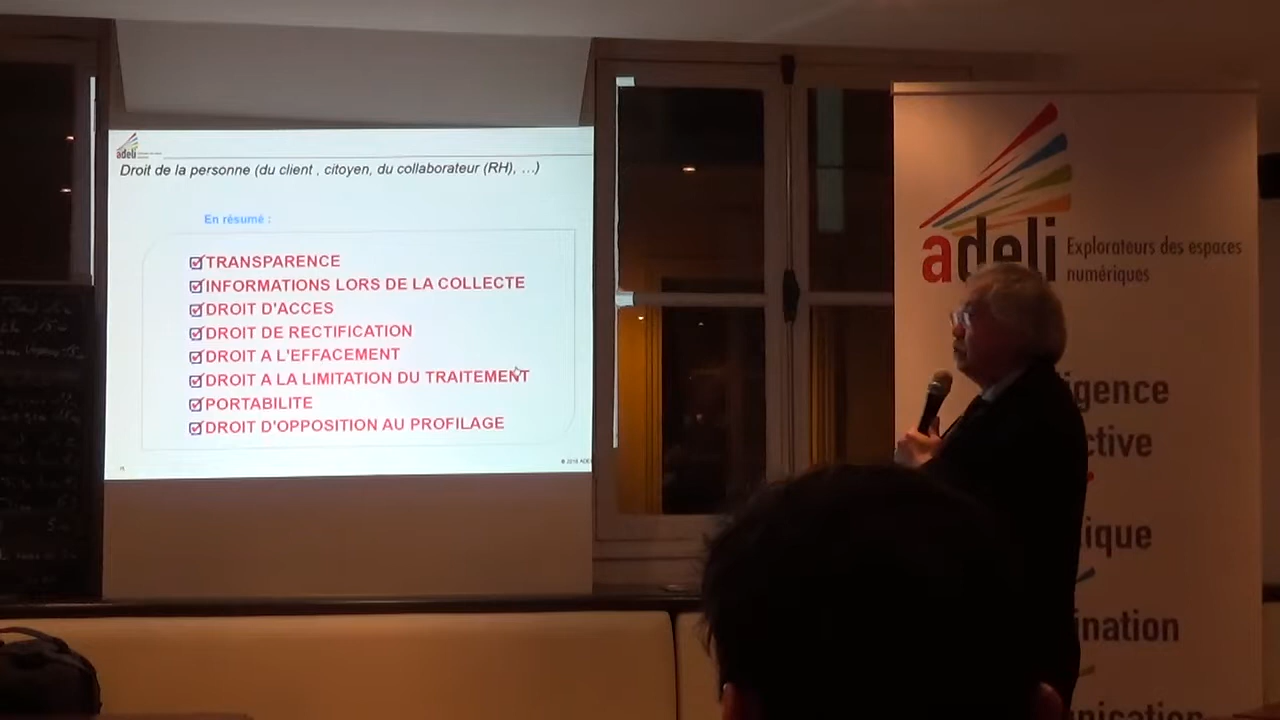 adeli
Droit de la personne (du client , citoyen, du collaborateur (RH), …)
En résumé :
TRANSPARENCE
INFORMATIONS LORS DE LA COLLECTE
DROIT D'ACCES
DROIT DE RECTIFICATION
DROIT A L'EFFACEMENT
DROIT A LA LIMITATION DU TRAITEMENT
PORTABILITE
DROIT D'OPPOSITION AU PROFILAGE
adeli
Explorateurs des espaces
numériques
igence
ctive
ique
ination